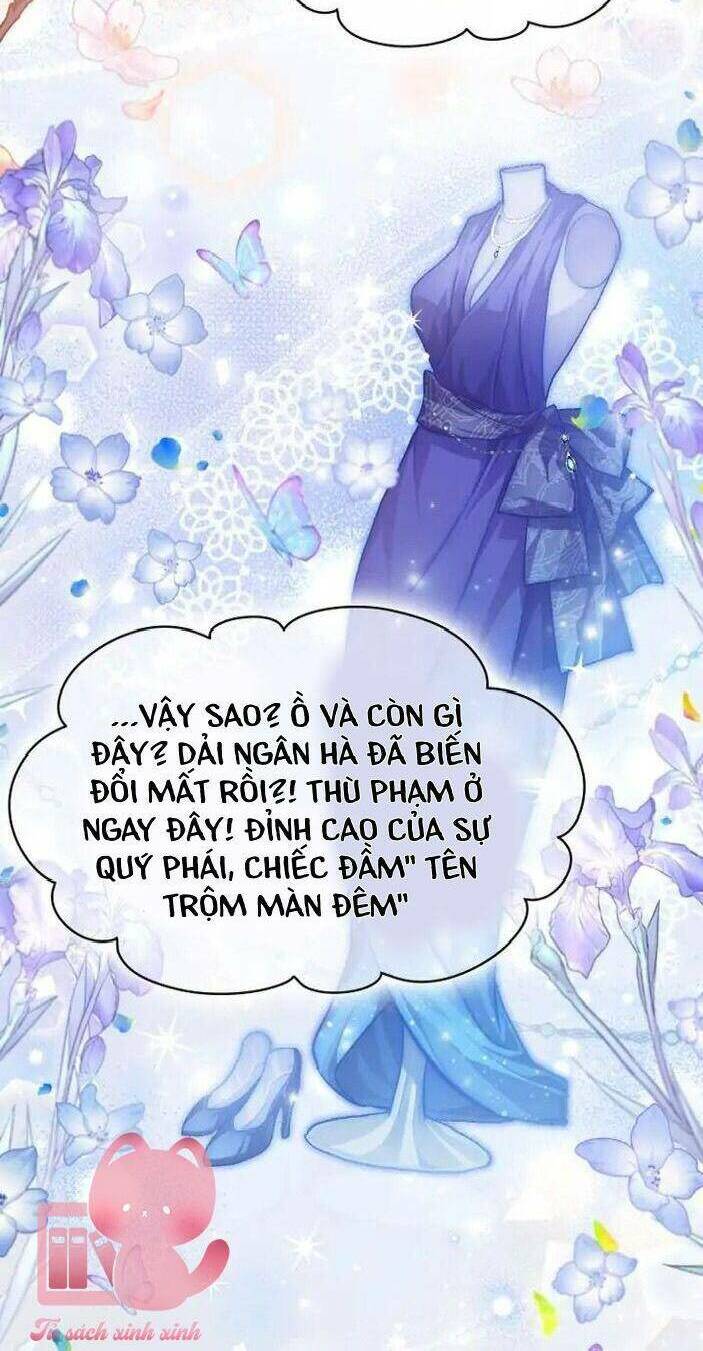 ...VẬY SAO? Ồ VÀ CÒN GÌ
ĐÂY? DẢI NGÂN HÀ ĐÃ BIẾN
ĐỔI MẤT RỒI?! THÙ PHẠM Ở
NGAY ĐÂY! ĐỈNH CAO CỦA SỰ
QUÝ PHÁI, CHIẾC ĐẦM" TÊN
TRỘM MÀN ĐÊM"
Tủ sách xinh xinh